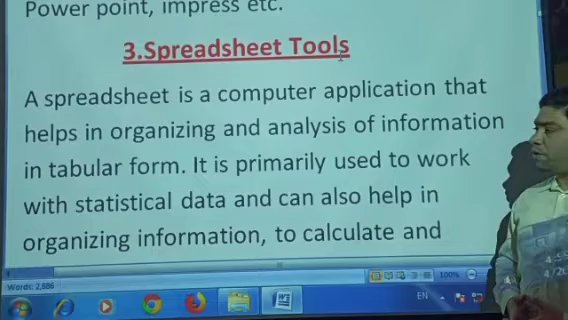 Power point, impress etc.
3.Spreadsheet Tools
A spreadsheet is a computer application that
helps in organizing and analysis of information
in tabular form. It is primarily used to work
with statistical data and can also help in
organizing information, to calculate and
Words: 2,886
100%
EN